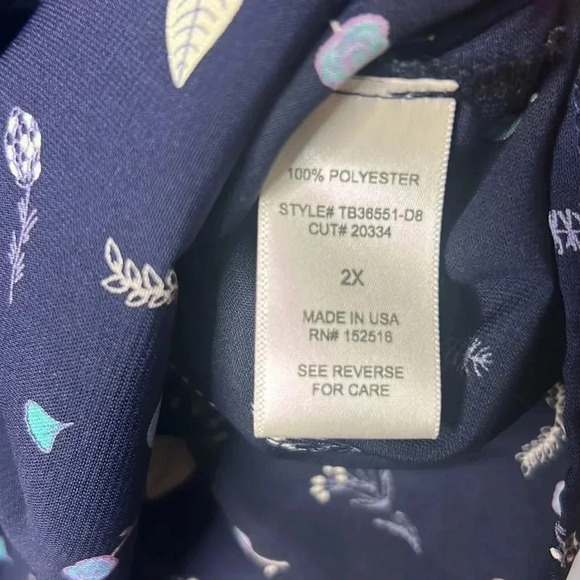 100% POLYESTER
STYLE# TB36551-D8
CUT# 20334
2X
MADE IN USA
RN# 152516
SEE REVERSE
FOR CARE